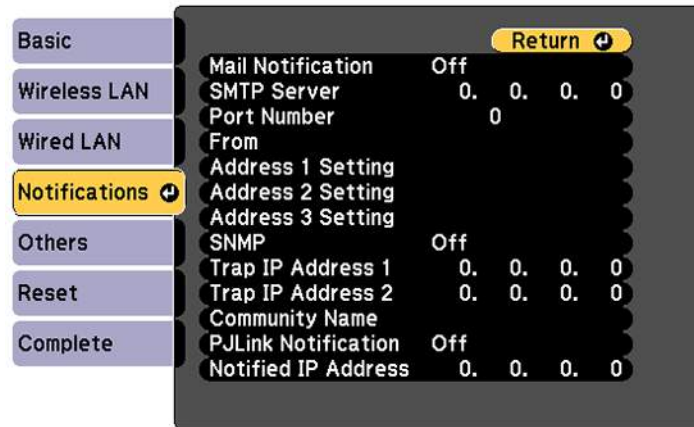 Basic
Wireless LAN
Wired LAN
Notifications
Others
Reset
Complete
Return
Mail Notification Off
SMTP Server 0. 0. 0. 0
Port Number 0
From
Address 1 Setting
Address 2 Setting
Address 3 Setting
SNMP Off
Trap IP Address 1 0. 0. 0. 0
Trap IP Address 2 0. 0. 0. 0
Community Name
PJLink Notification Off
Notified IP Address 0. 0. 0. 0